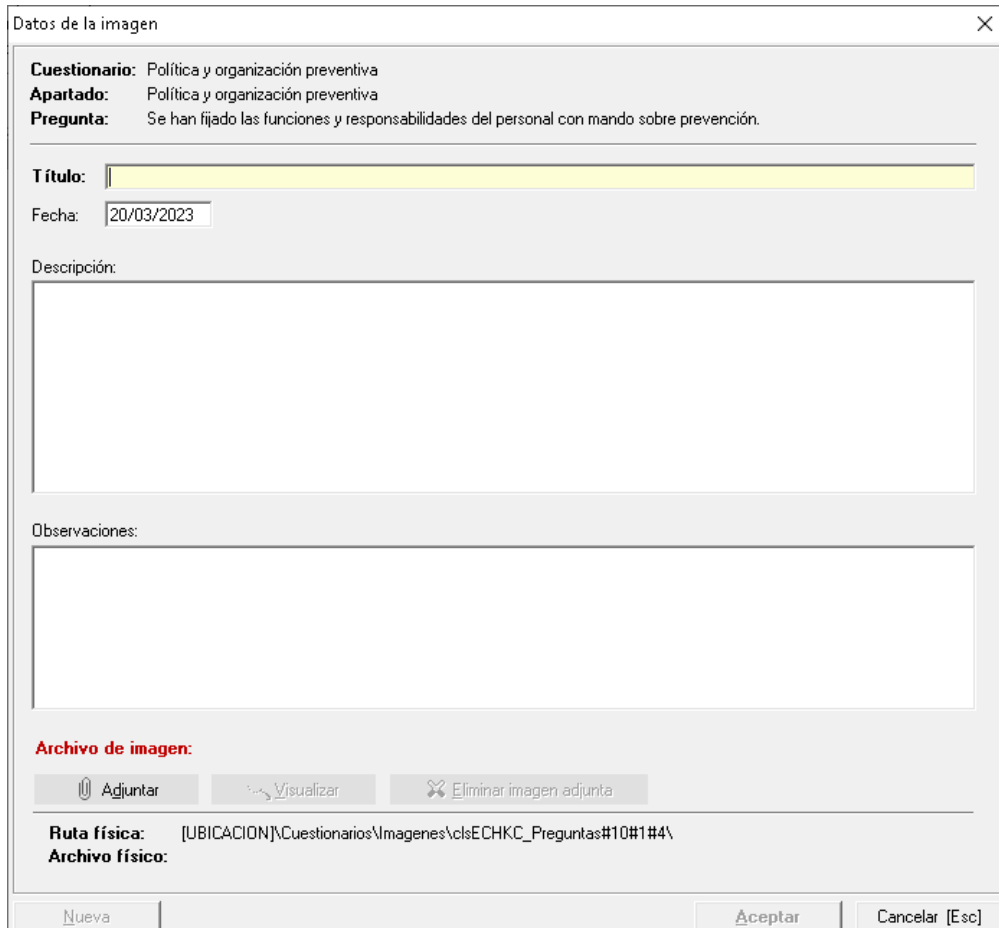 Datos de la imagen
Cuestionario: Política y organización preventiva
Apartado: Política y organización preventiva
Pregunta: Se han fijado las funciones y responsabilidades del personal con mando sobre prevención.
Título:
Fecha: 20/03/2023
Descripción:
Observaciones:
Archivo de imagen:
Adjuntar Visualizar Eliminar imagen adjunta
Ruta física: [UBICACION]\Cuestionarios\Imagenes\clsECHKC_Preguntas#10#1#4\
Archivo físico:
Nueva Aceptar Cancelar [Esc]